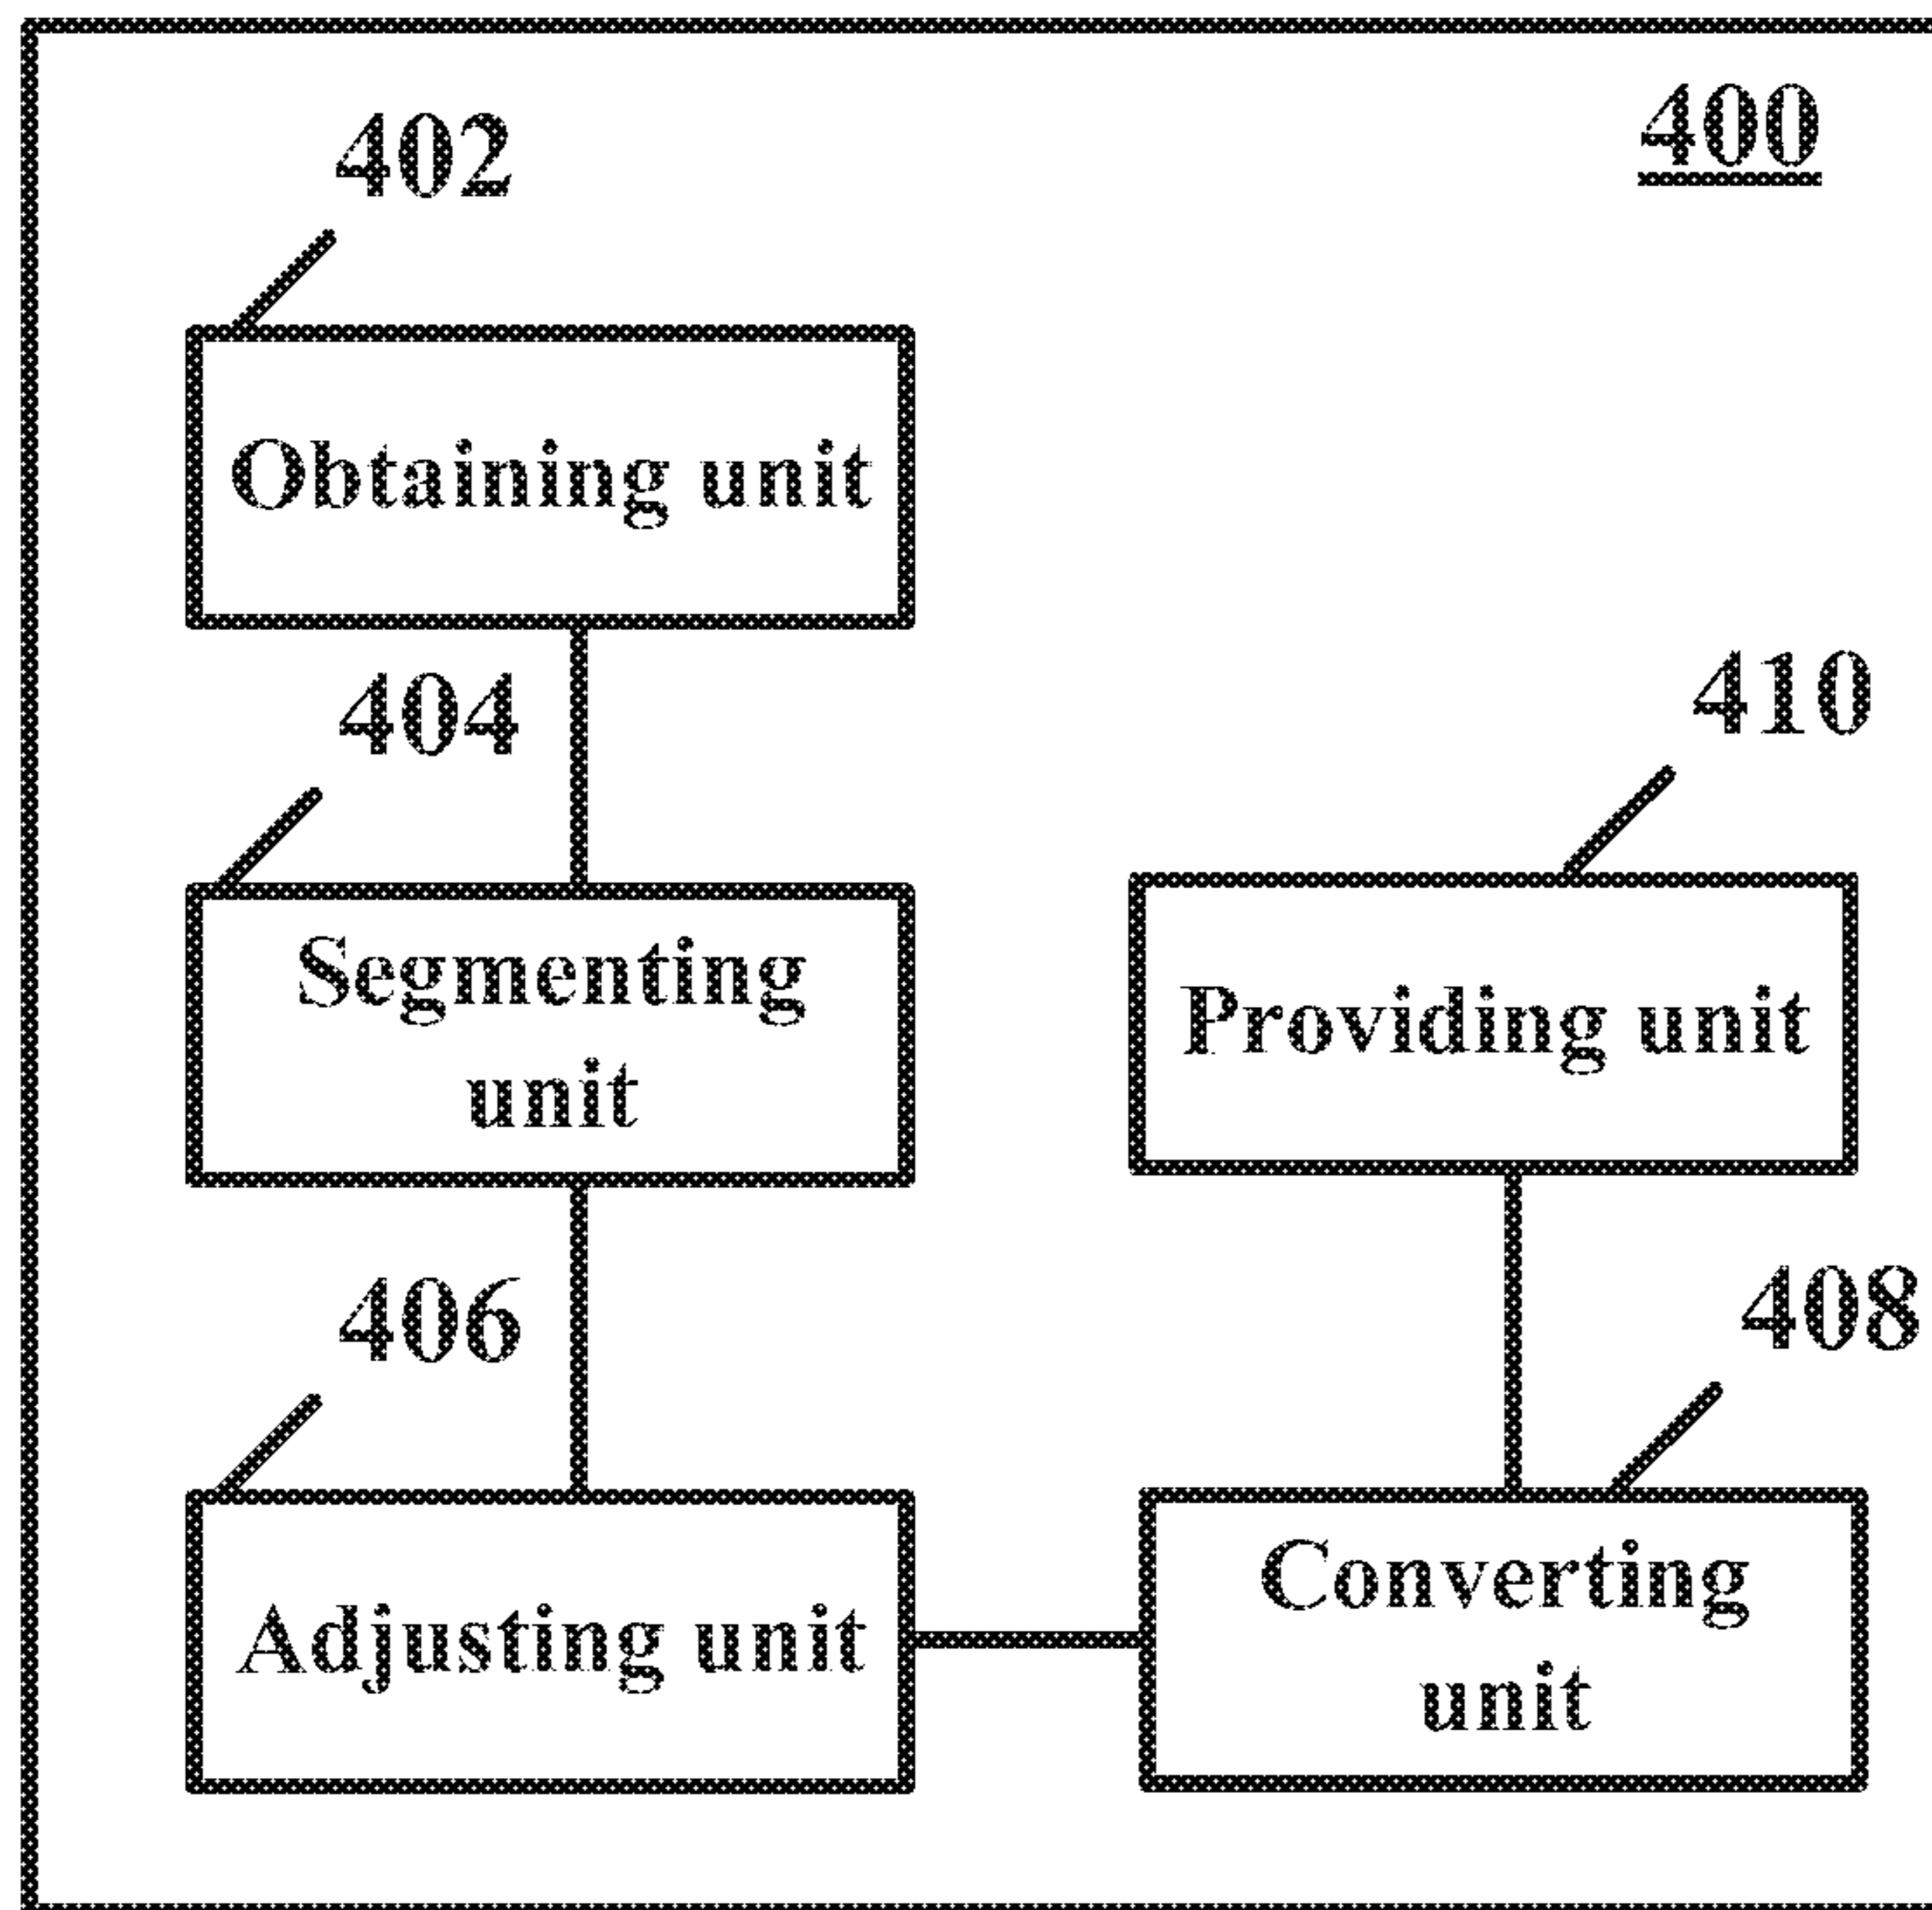 400
402
Obtaining unit
404
Segmenting
unit
406
Adjusting unit
410
Providing unit
408
Converting
unit